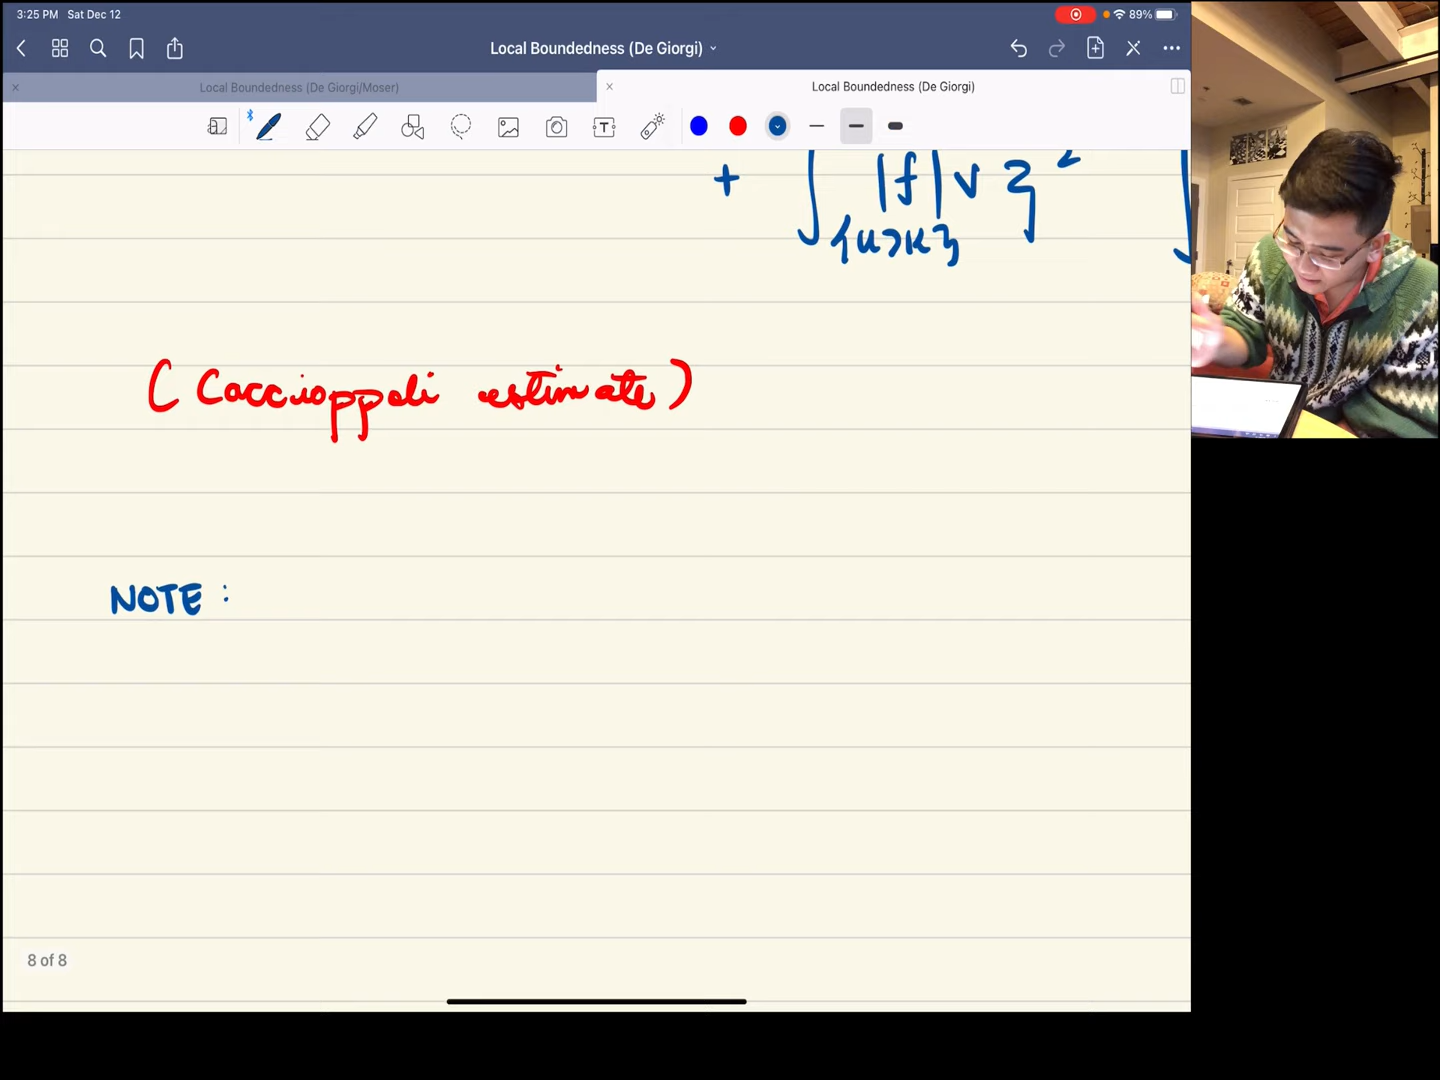 3:25 PM Sat Dec 12
89%
Local Boundedness (De Giorgi)
Local Boundedness (De Giorgi/Moser)
Local Boundedness (De Giorgi)
T
+ ∫_{u>k} |f| v ζ² ∫
(Caccioppoli estimate)
NOTE :
8 of 8